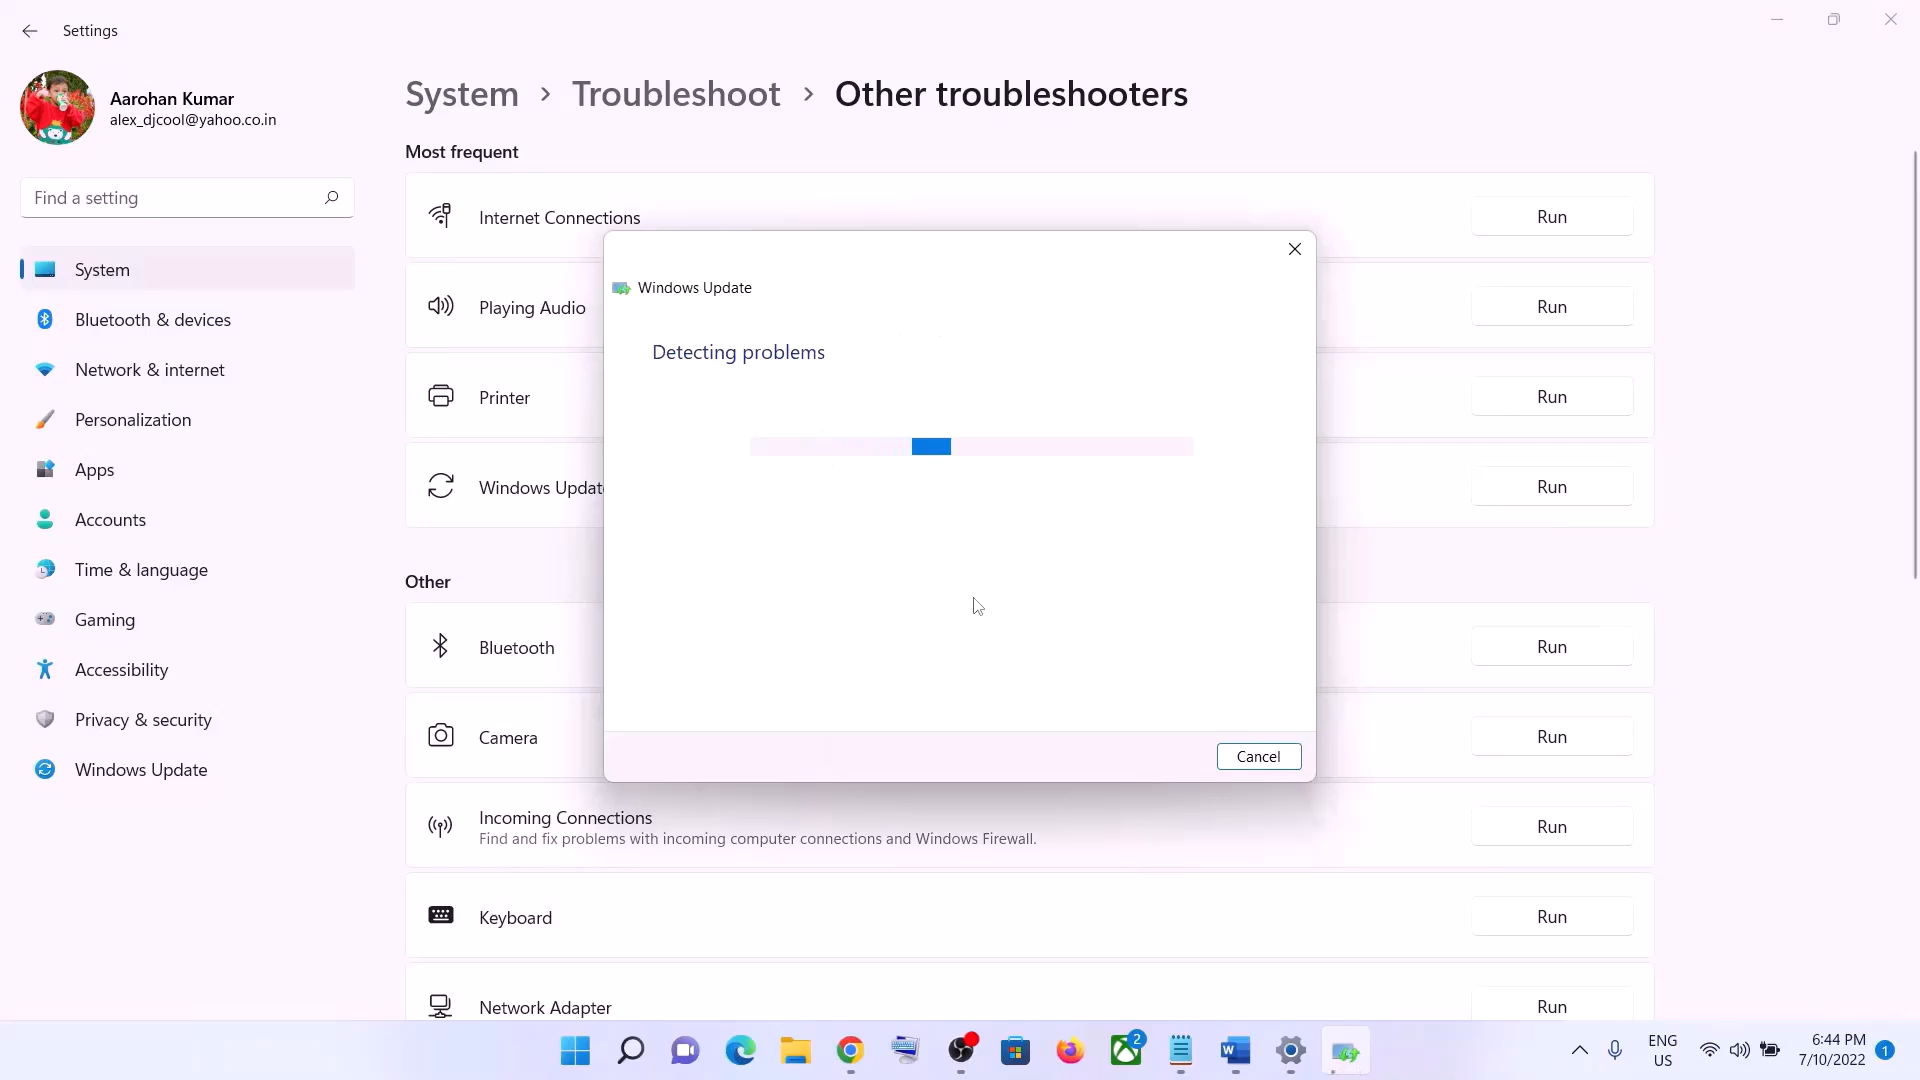 Settings
Aarohan Kumar
alex_djcool@yahoo.co.in
Find a setting
System
Bluetooth & devices
Network & internet
Personalization
Apps
Accounts
Time & language
Gaming
Accessibility
Privacy & security
Windows Update
System > Troubleshoot > Other troubleshooters
Most frequent
Internet Connections
Run
Playing Audio
Run
Printer
Run
Windows Updat
Run
Windows Update
Detecting problems
Cancel
Other
Bluetooth
Run
Camera
Run
Incoming Connections
Find and fix problems with incoming computer connections and Windows Firewall.
Run
Keyboard
Run
Network Adapter
Run
2
ENG
US
6:44 PM
7/10/2022
1